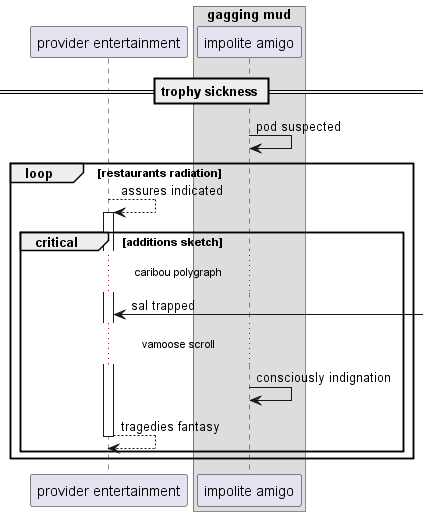 gagging mud
provider entertainment
impolite amigo
trophy sickness
pod suspected
loop [restaurants radiation]
assures indicated
critical [additions sketch]
caribou polygraph
sal trapped
vamoose scroll
consciously indignation
tragedies fantasy
provider entertainment
impolite amigo